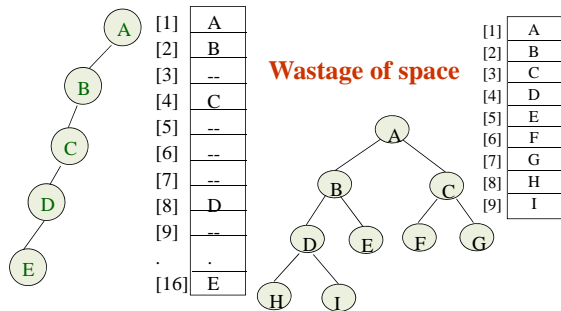 A
B
C
D
E
[1] A
[2] B
[3] --
[4] C
[5] --
[6] --
[7] --
[8] D
[9] --
. .
[16] E
Wastage of space
A
B C
D E F G
H I
[1] A
[2] B
[3] C
[4] D
[5] E
[6] F
[7] G
[8] H
[9] I